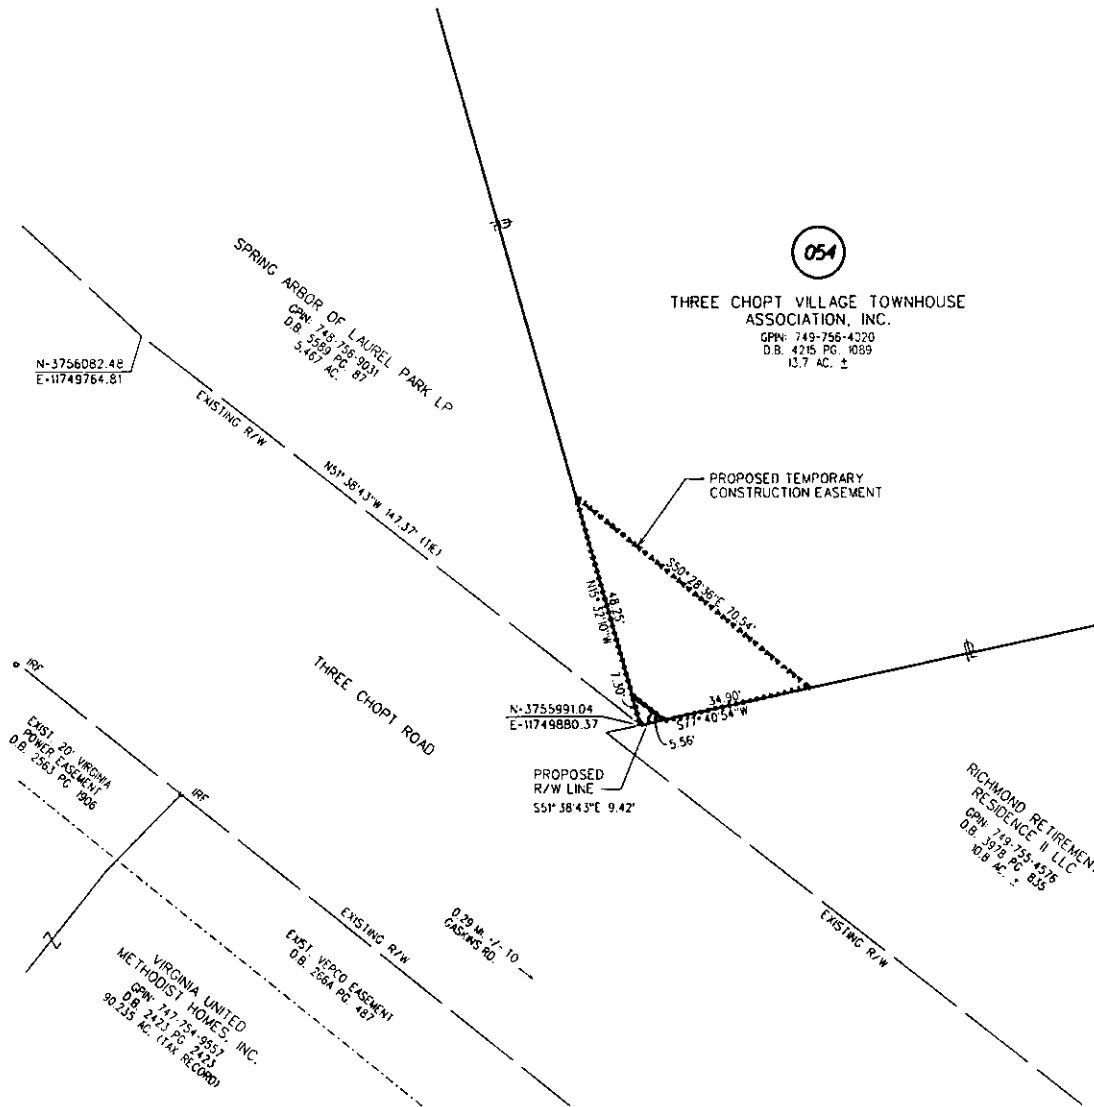 054
THREE CHOPT VILLAGE TOWNHOUSE
ASSOCIATION, INC.
GPIN: 749-756-4320
D.B. 4215 PG. 1089
13.7 AC. ±
SPRING ARBOR OF LAUREL PARK LP
GPIN: 748-756-9031
D.B. 5589 PG. 87
5.467 AC.
N-3756082.48
E-11749764.81
EXISTING R/W
N51° 38'43"W 147.37' (TIE)
PROPOSED TEMPORARY
CONSTRUCTION EASEMENT
S50° 28'36"E 70.54'
48.25'
N15° 32'10"W
7.30'
34.90'
S77° 40'54"W
5.56'
N-3755991.04
E-11749880.37
PROPOSED
R/W LINE
S51° 38'43"E 9.42'
THREE CHOPT ROAD
IRF
EXIST. 20' VIRGINIA
POWER EASEMENT
D.B. 2563 PG. 1906
IRF
RICHMOND RETIREMENT
RESIDENCE II LLC
GPIN: 749-755-4576
D.B. 3978 PG. 835
10.8 AC. ±
EXISTING R/W
0.29 MI. +/- TO
GASKINS RD.
EXISTING R/W
EXIST. VEPCO EASEMENT
D.B. 266A PG. 487
VIRGINIA UNITED
METHODIST HOMES, INC.
GPIN: 747-754-9557
D.B. 2423 PG. 2423
90.235 AC. (TAX RECORD)